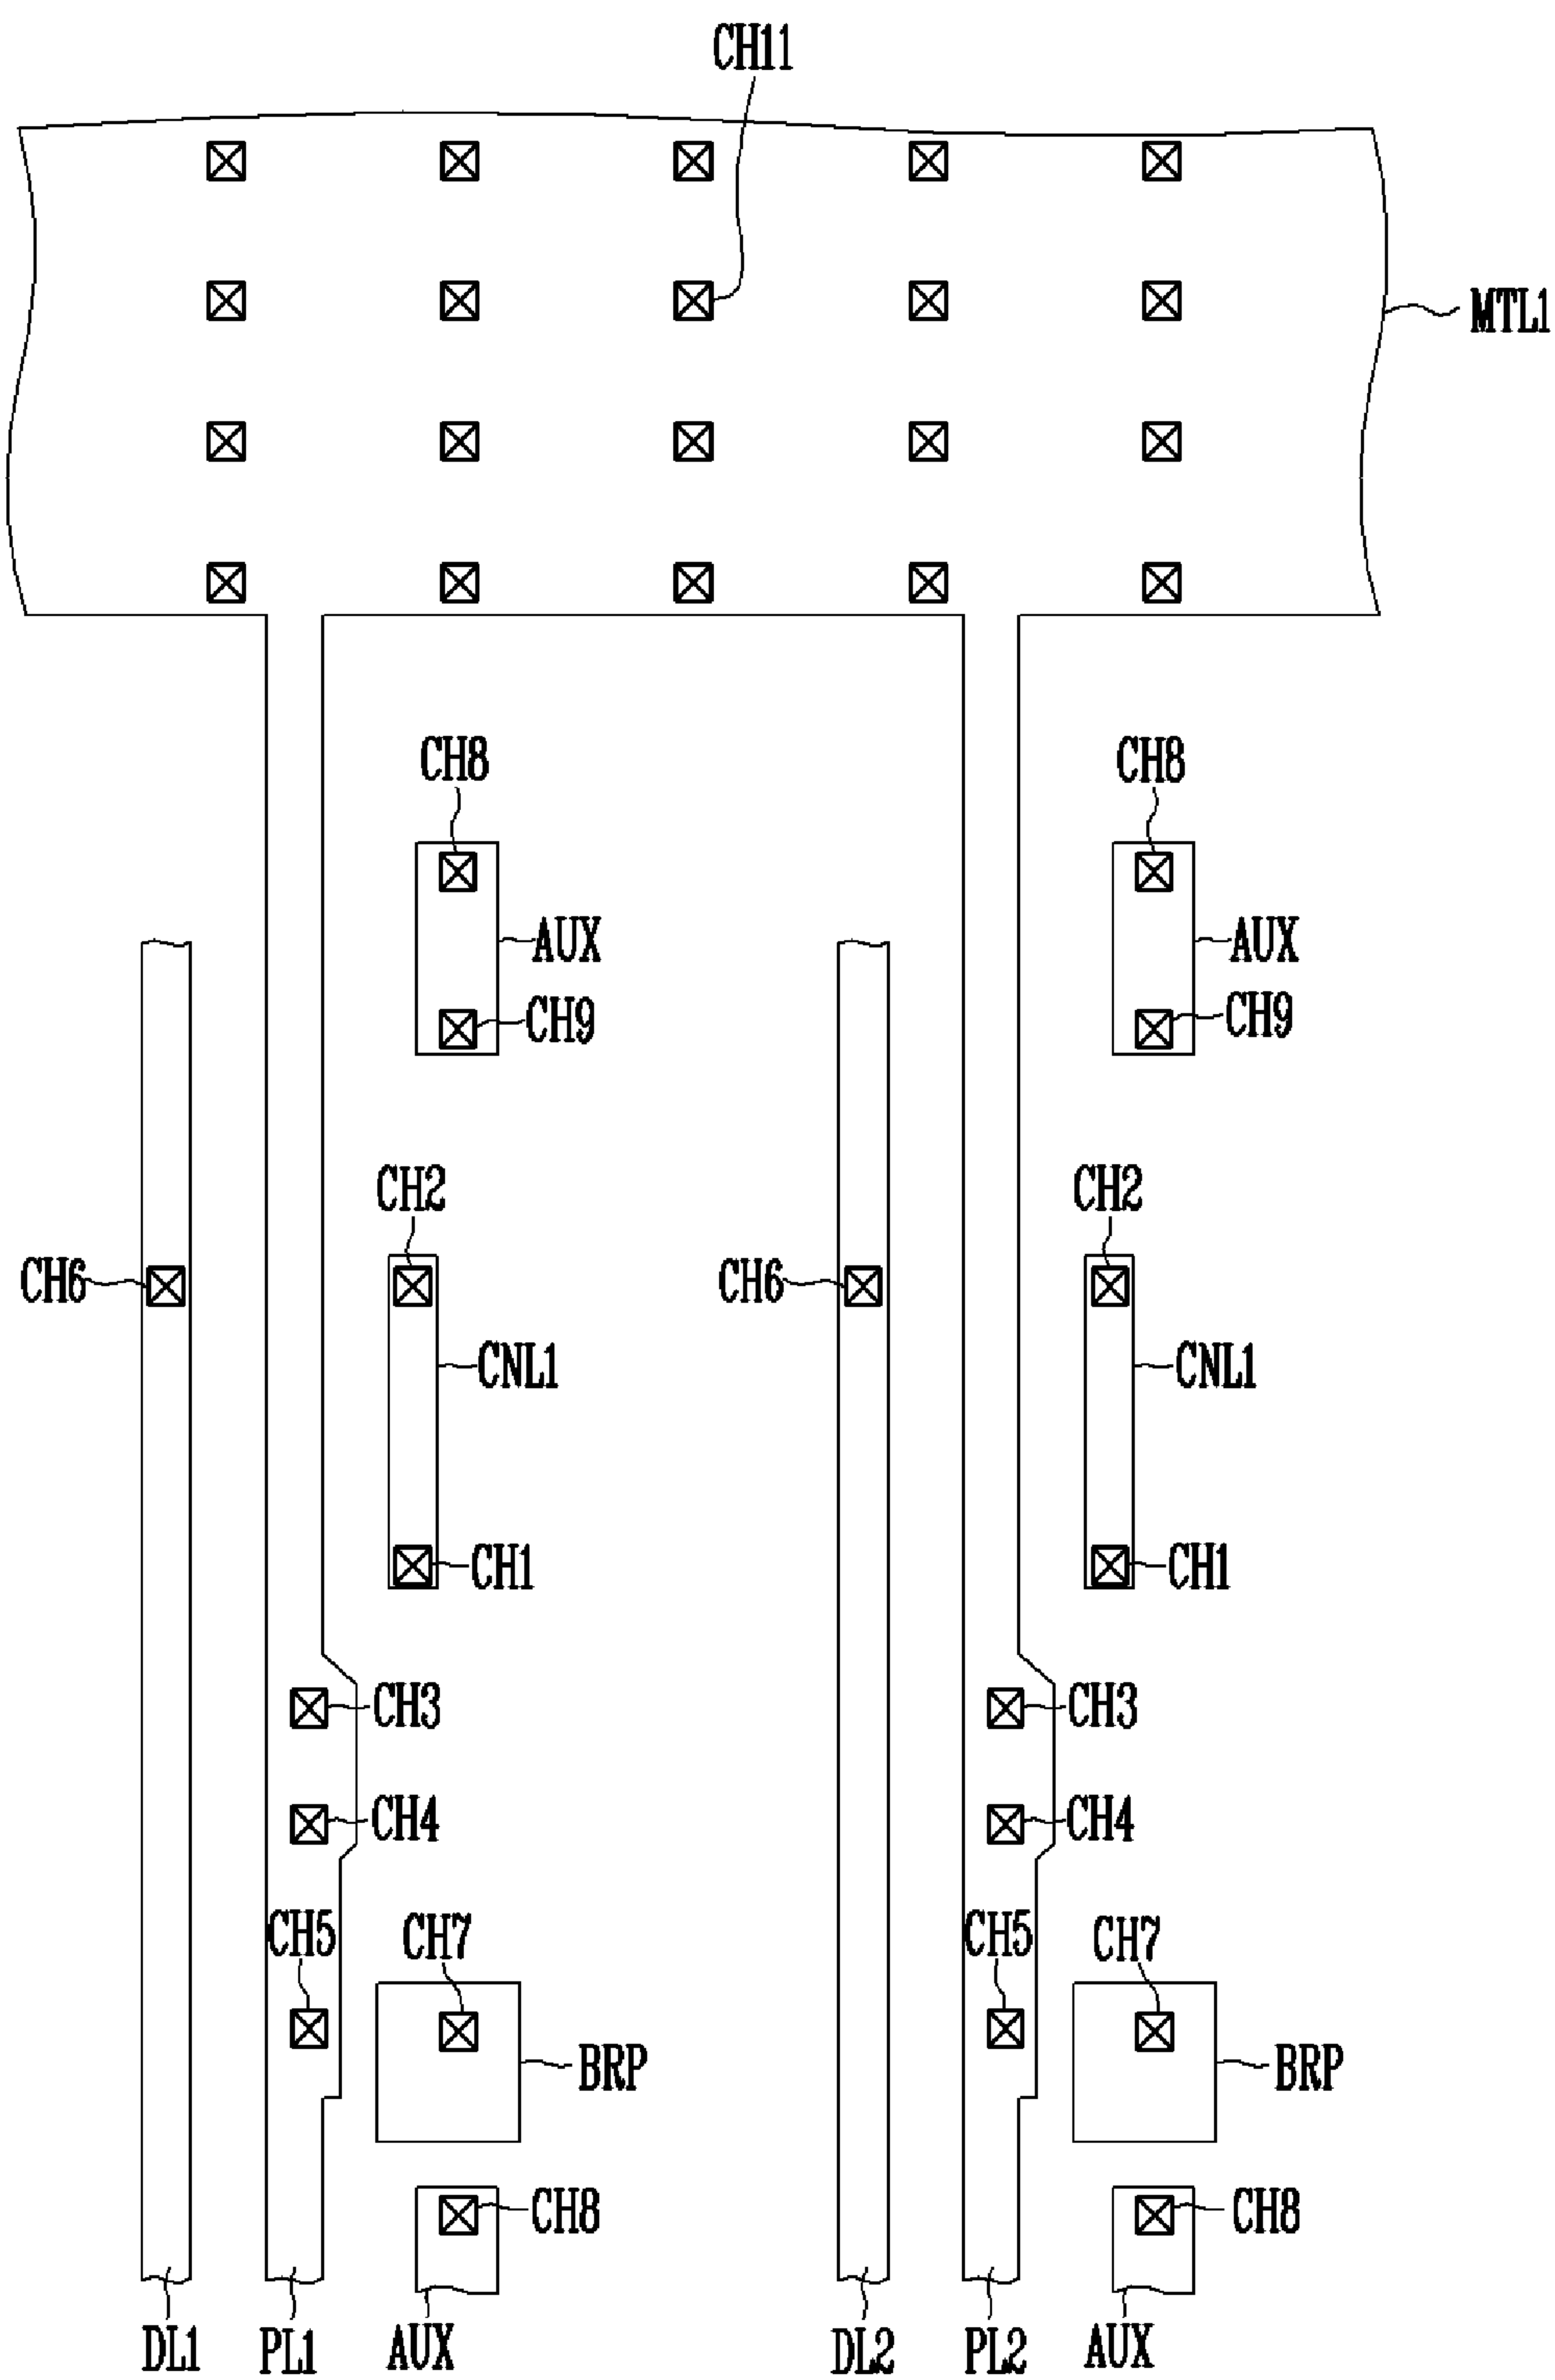 CH11
MTL1
CH8 CH8
AUX AUX
CH9 CH9
CH2 CH2
CH6 CH6
CNL1 CNL1
CH1 CH1
CH3 CH3
CH4 CH4
CH5 CH7 CH5 CH7
BRP BRP
CH8 CH8
DL1 PL1 AUX DL2 PL2 AUX